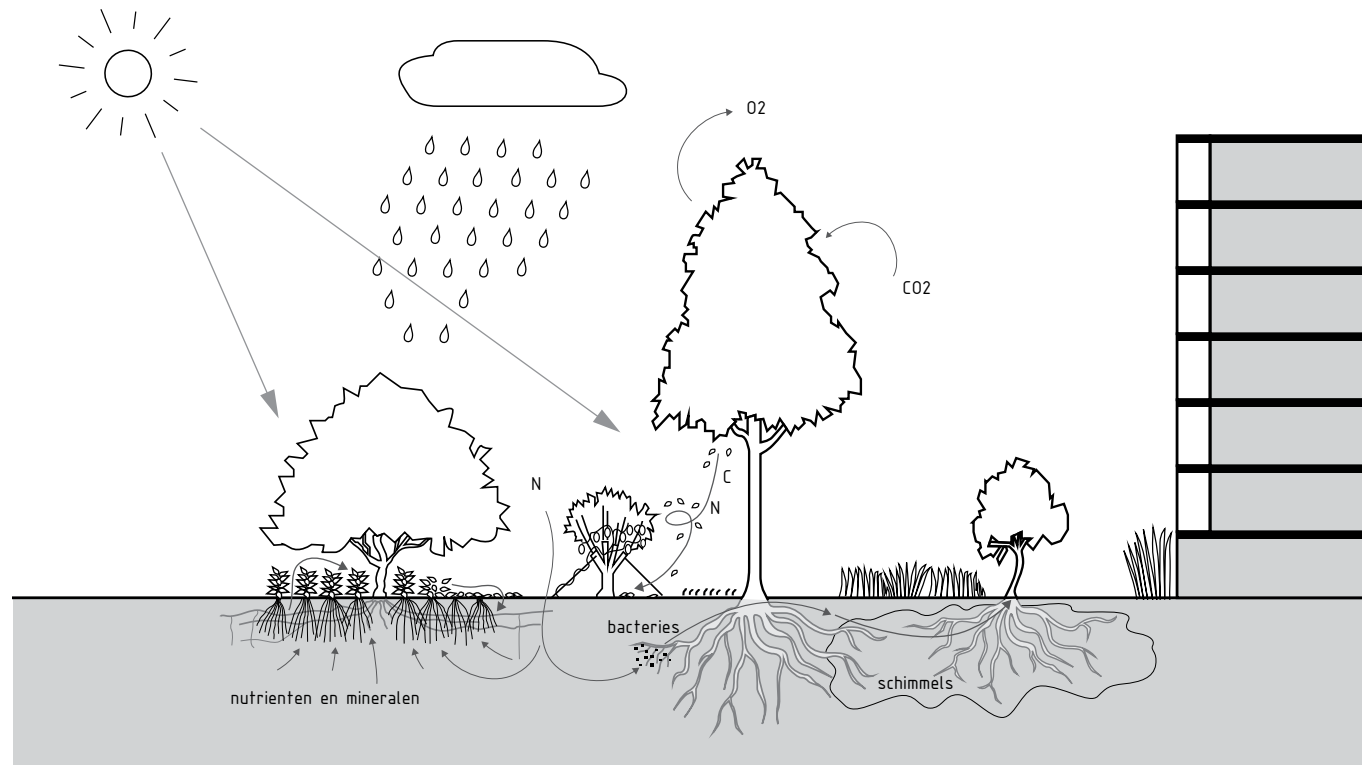 O2
CO2
C
N
N
bacteries
schimmels
nutrienten en mineralen